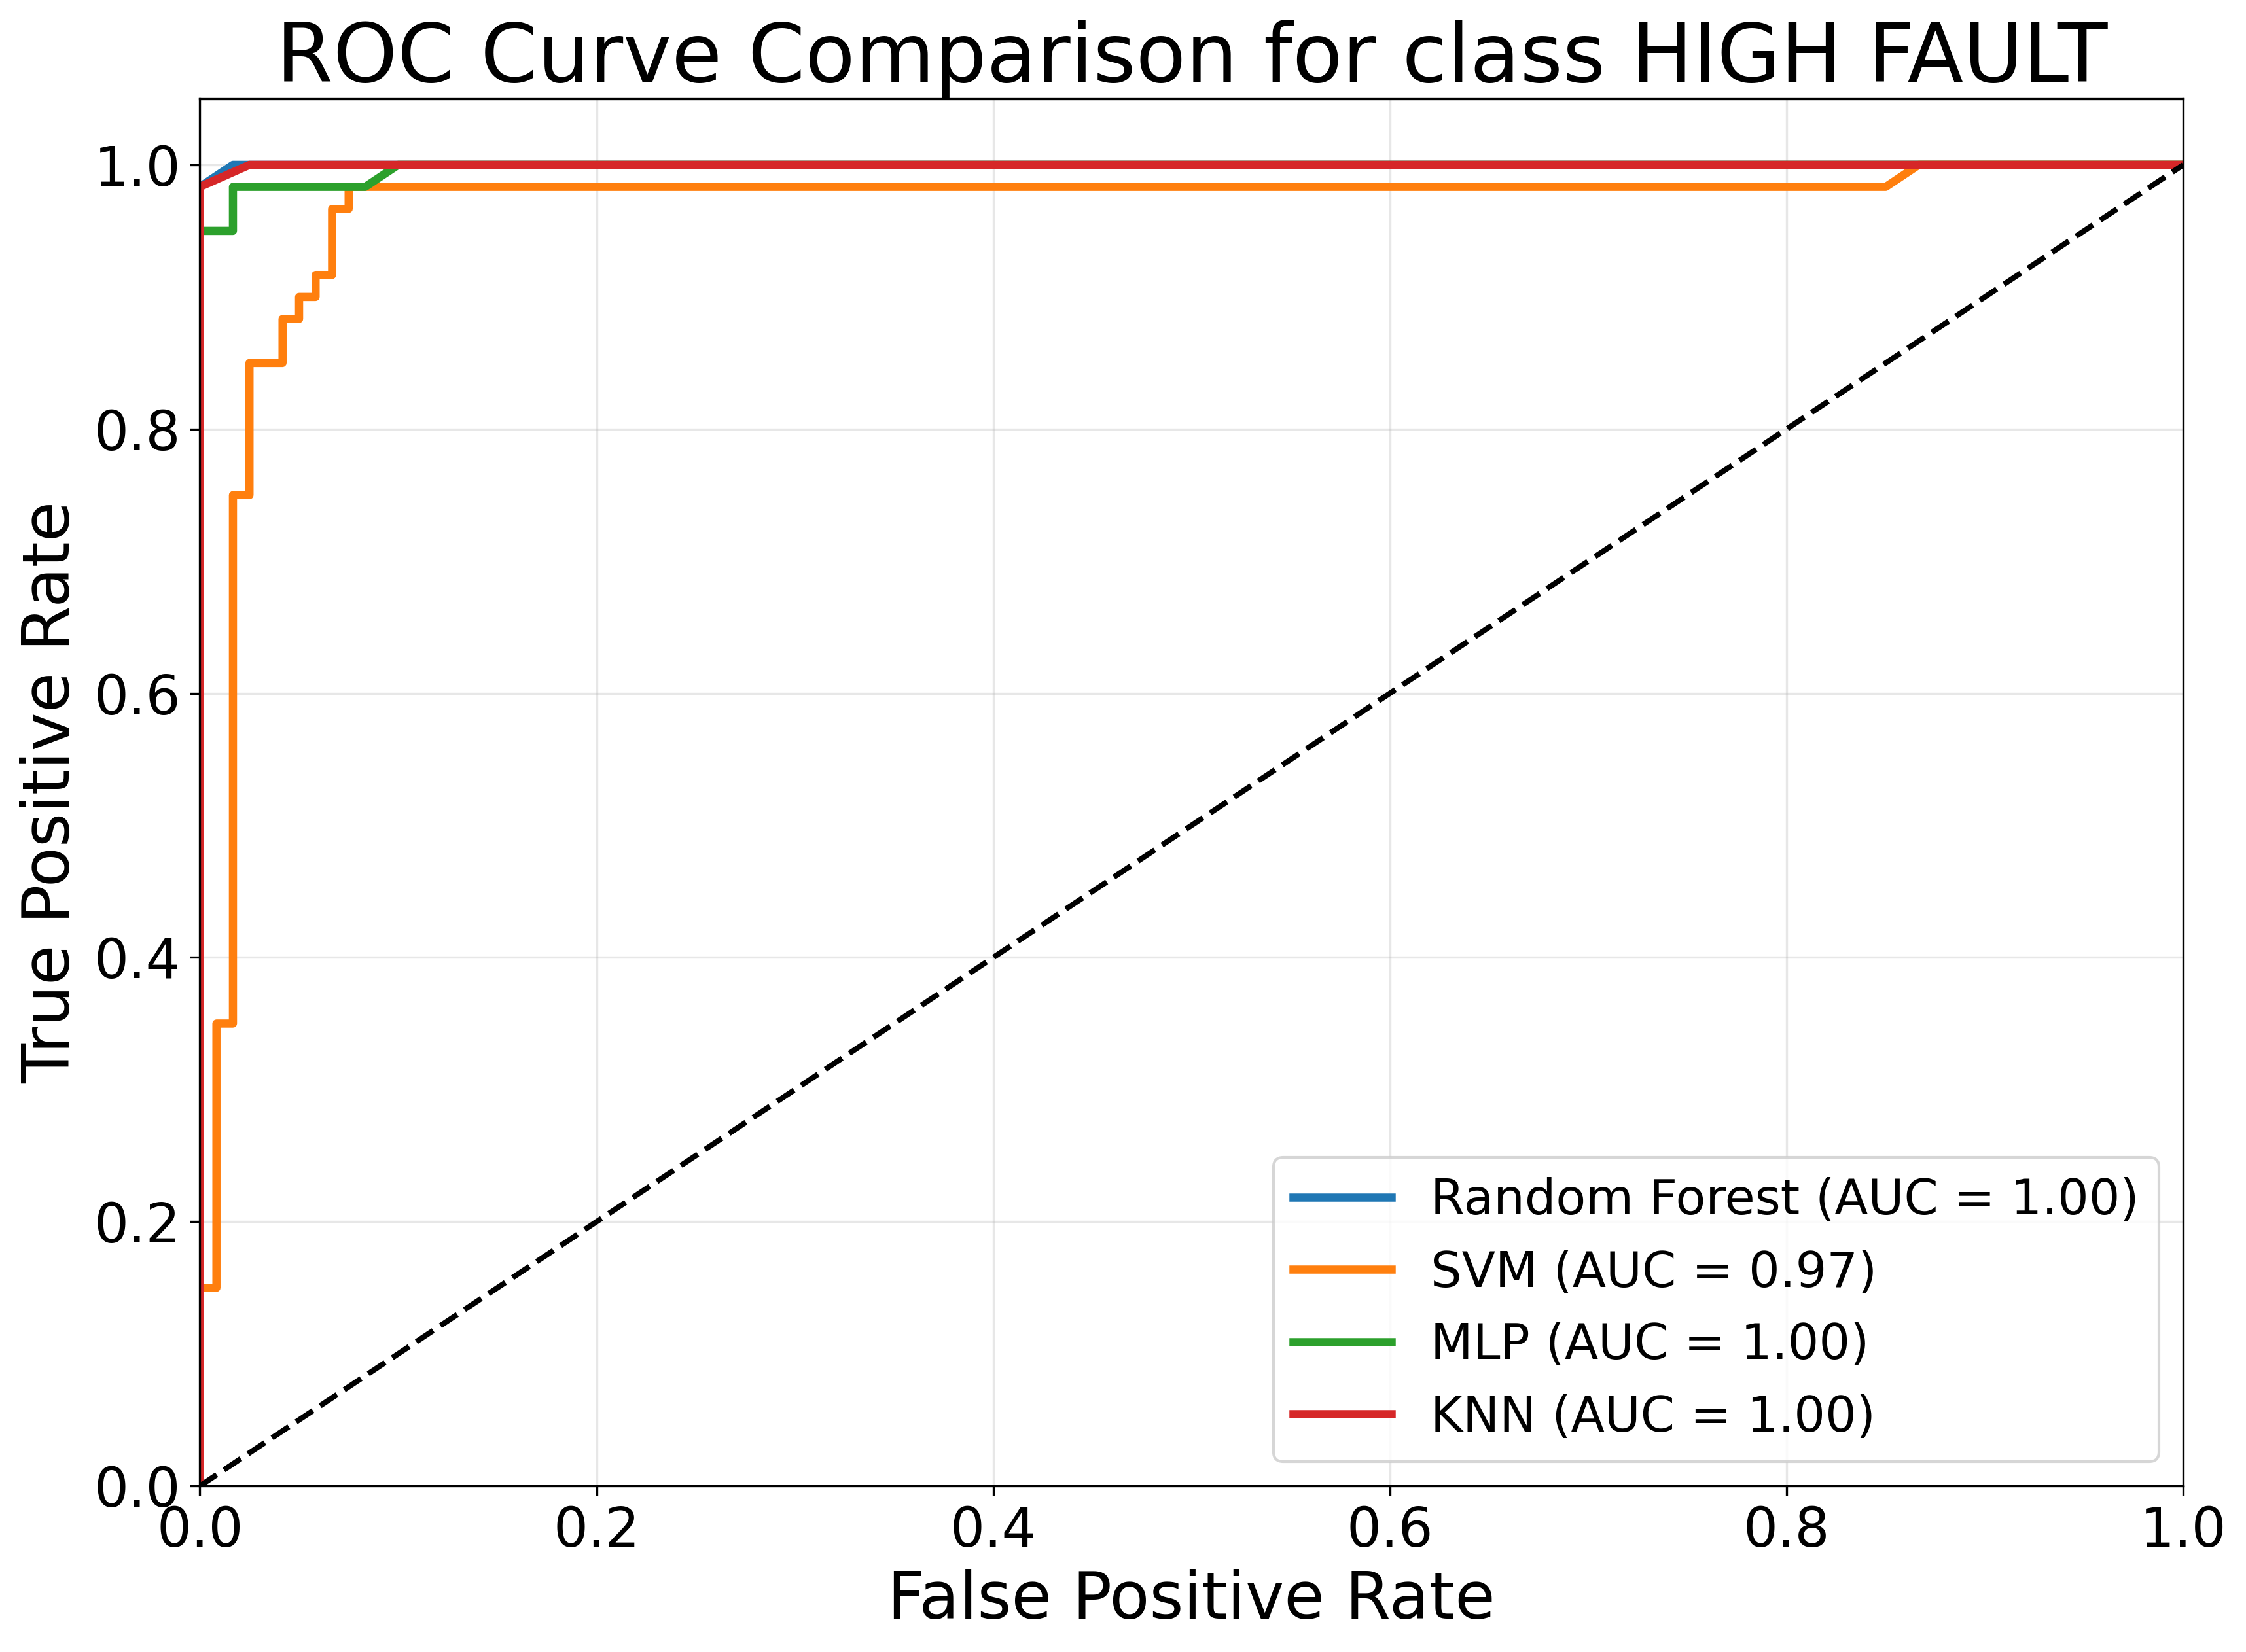 ROC Curve Comparison for class HIGH FAULT
True Positive Rate
1.0
0.8
0.6
0.4
0.2
0.0
0.0 0.2 0.4 0.6 0.8 1.0
False Positive Rate
Random Forest (AUC = 1.00)
SVM (AUC = 0.97)
MLP (AUC = 1.00)
KNN (AUC = 1.00)